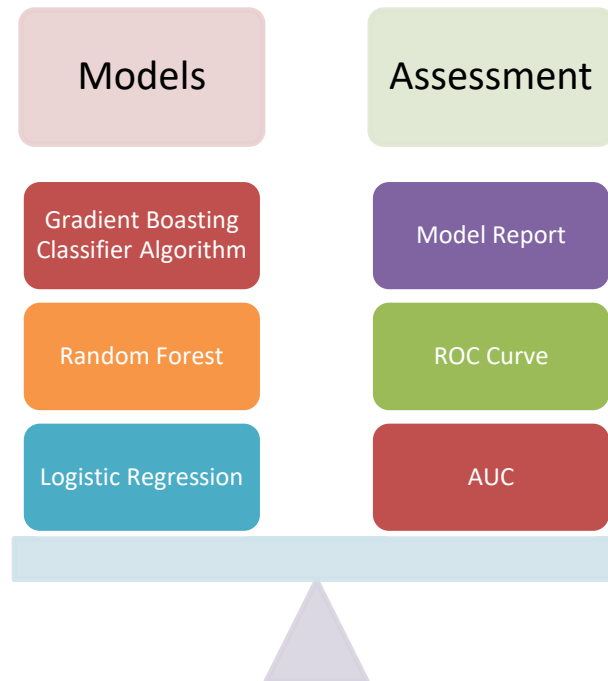 Models
Assessment
Gradient Boasting
Classifier Algorithm
Model Report
Random Forest
ROC Curve
Logistic Regression
AUC